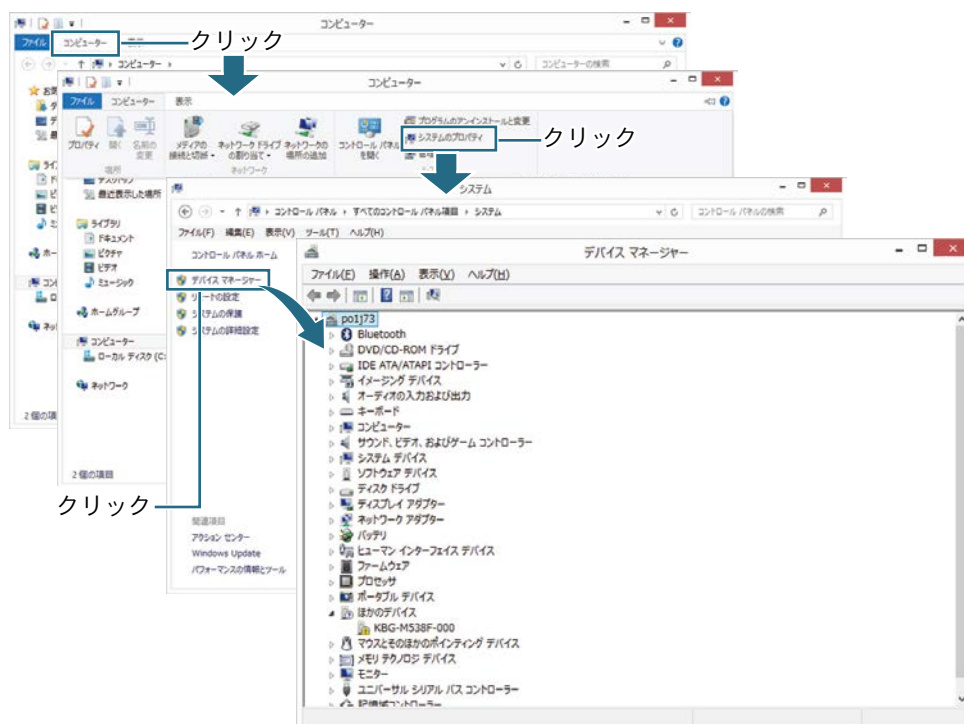 コンピューター
ファイル
コンピューター
クリック
コンピューター
コンピューターの検索
コンピューター
ファイル
コンピューター
表示
プロパティ
開く
名前の変更
メディアの接続と切断
ネットワーク ドライブの割り当て
ネットワークの場所の追加
コントロール パネルを開く
プログラムのアンインストールと変更
システムのプロパティ
クリック
場所
ネットワーク
最近表示した場所
ライブラリ
ドキュメント
ピクチャ
ビデオ
ミュージック
ホームグループ
コンピューター
ローカル ディスク (C:
ネットワーク
2 個の項
2 個の項目
システム
コントロール パネル
すべてのコントロール パネル項目
システム
コントロール パネルの検索
ファイル(F) 編集(E) 表示(V) ツール(T) ヘルプ(H)
コントロール パネル ホーム
デバイス マネージャー
リモートの設定
システムの保護
システムの詳細設定
クリック
関連項目
アクション センター
Windows Update
パフォーマンスの情報とツール
デバイス マネージャー
ファイル(F) 操作(A) 表示(V) ヘルプ(H)
po1j73
Bluetooth
DVD/CD-ROM ドライブ
IDE ATA/ATAPI コントローラー
イメージング デバイス
オーディオの入力および出力
キーボード
コンピューター
サウンド、ビデオ、およびゲーム コントローラー
システム デバイス
ソフトウェア デバイス
ディスク ドライブ
ディスプレイ アダプター
ネットワーク アダプター
バッテリ
ヒューマン インターフェイス デバイス
ファームウェア
プロセッサ
ポータブル デバイス
ほかのデバイス
KBG-M538F-000
マウスとそのほかのポインティング デバイス
メモリ テクノロジ デバイス
モニター
ユニバーサル シリアル バス コントローラー
記憶域コントローラー